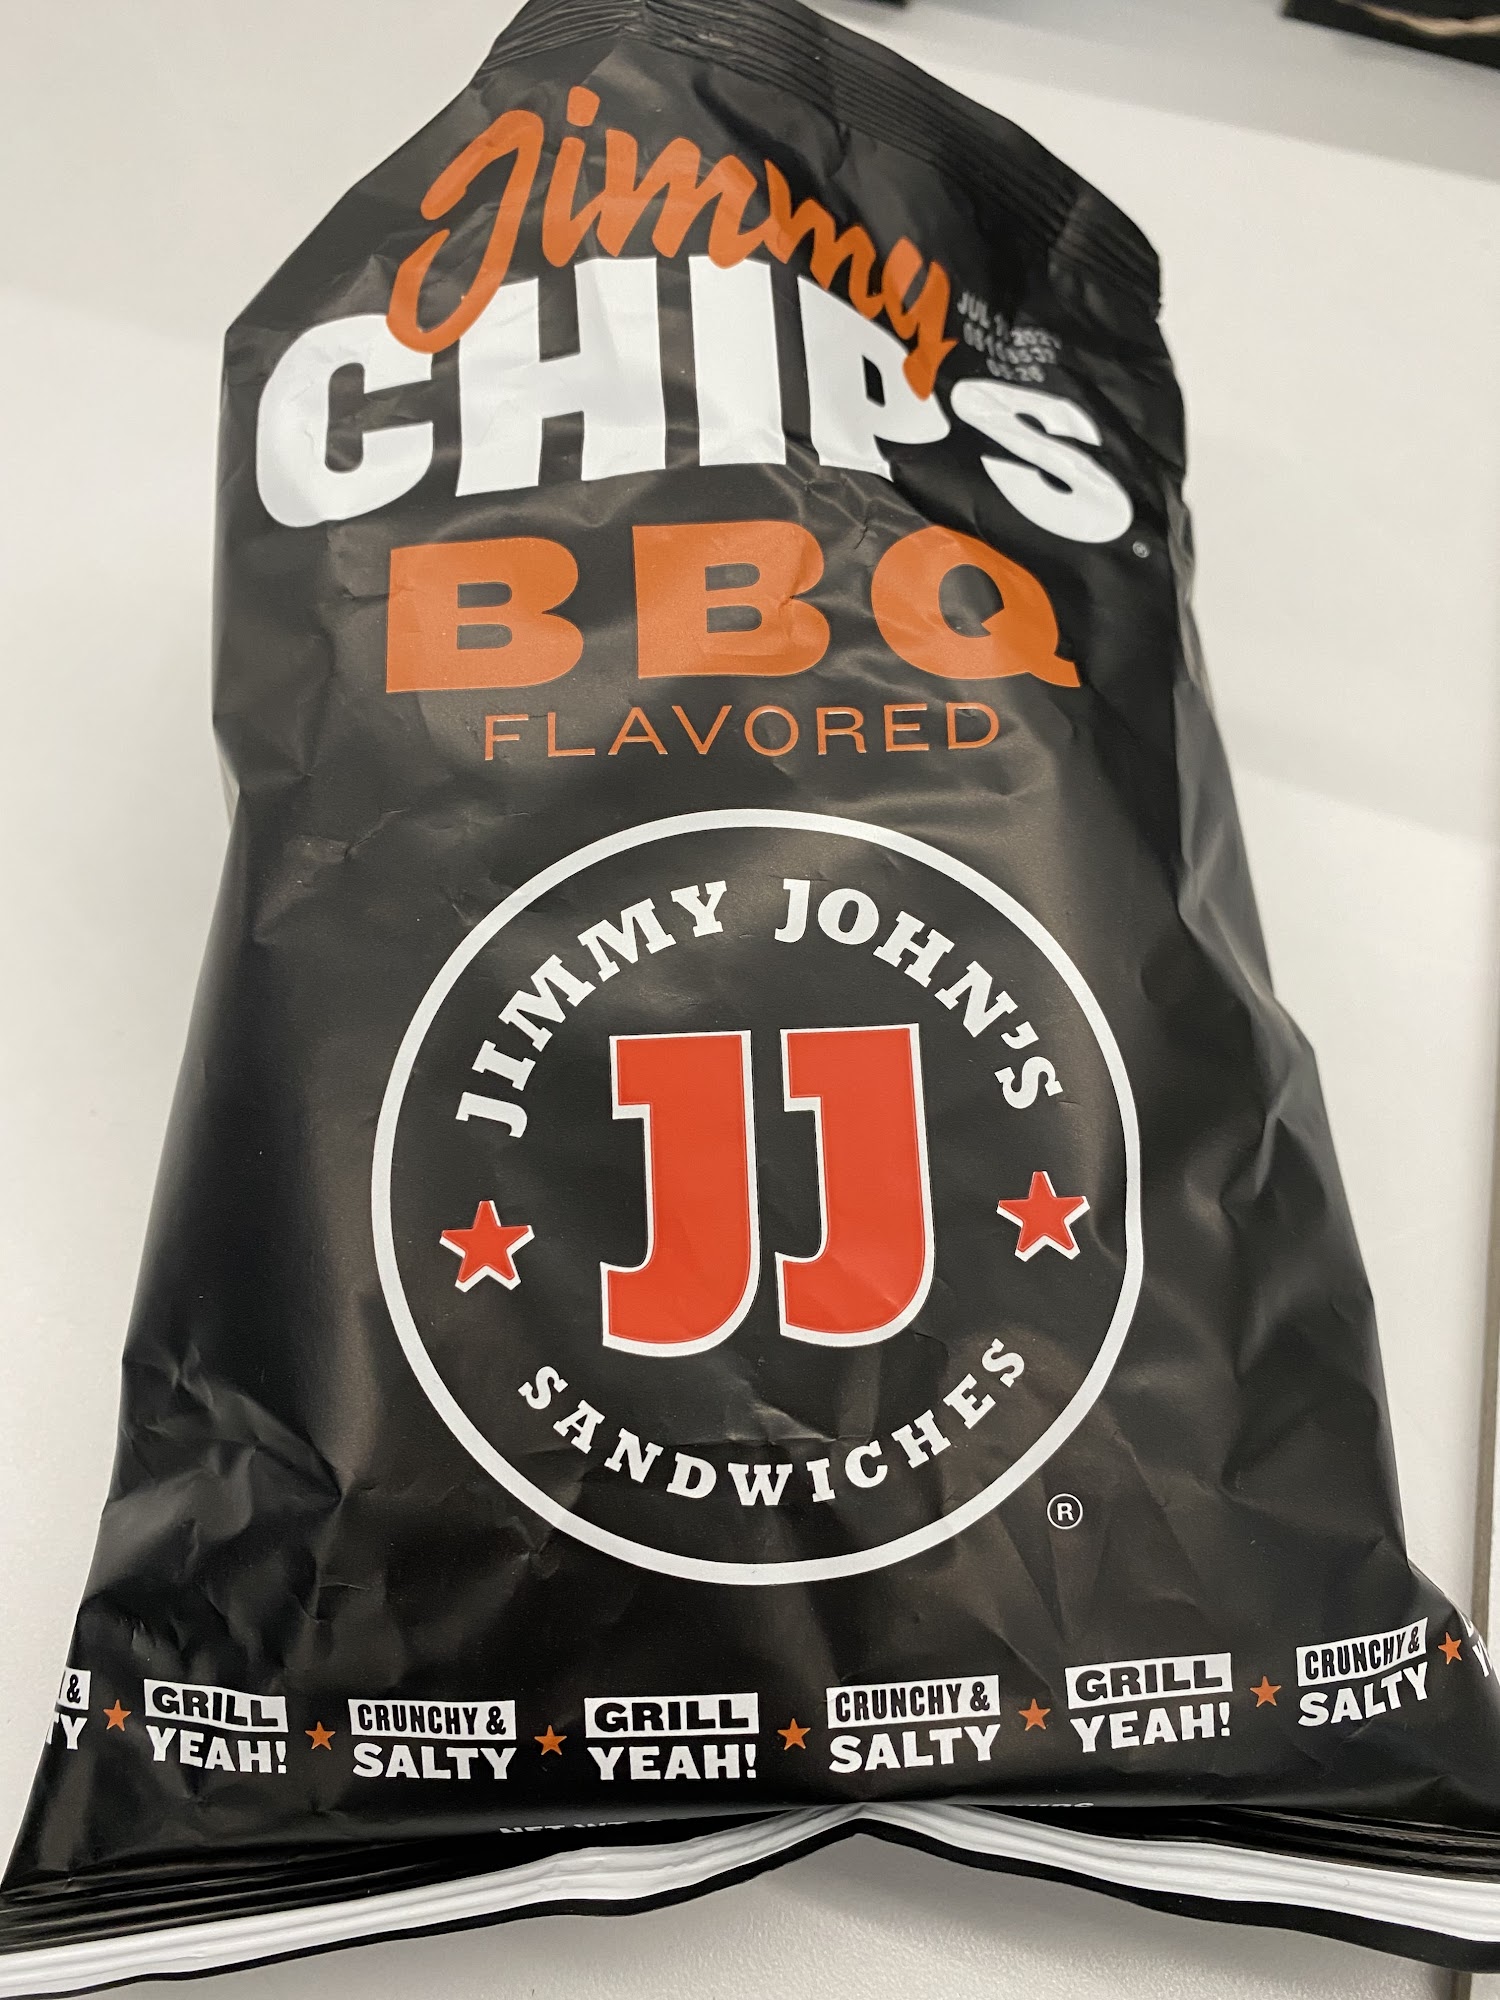 Jimmy
CHIPS®
BBQ
FLAVORED
JIMMY JOHN'S
JJ
SANDWICHES
®
&
GRILL
YEAH!
CRUNCHY &
SALTY
GRILL
YEAH!
CRUNCHY &
SALTY
GRILL
YEAH!
CRUNCHY &
SALTY